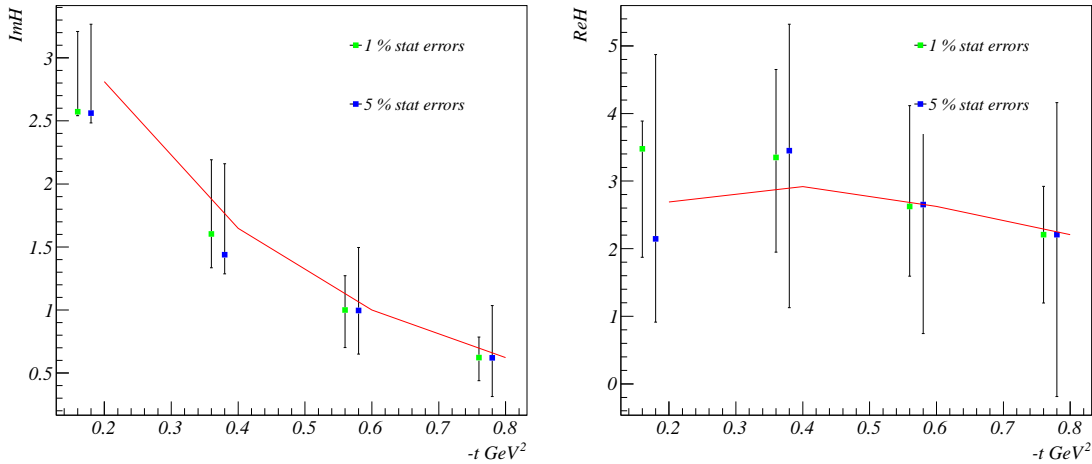 ImH
3
2.5
2
1.5
1
0.5
1 % stat errors
5 % stat errors
0.2 0.3 0.4 0.5 0.6 0.7 0.8
-t GeV²
ReH
5
4
3
2
1
0
1 % stat errors
5 % stat errors
0.2 0.3 0.4 0.5 0.6 0.7 0.8
-t GeV²